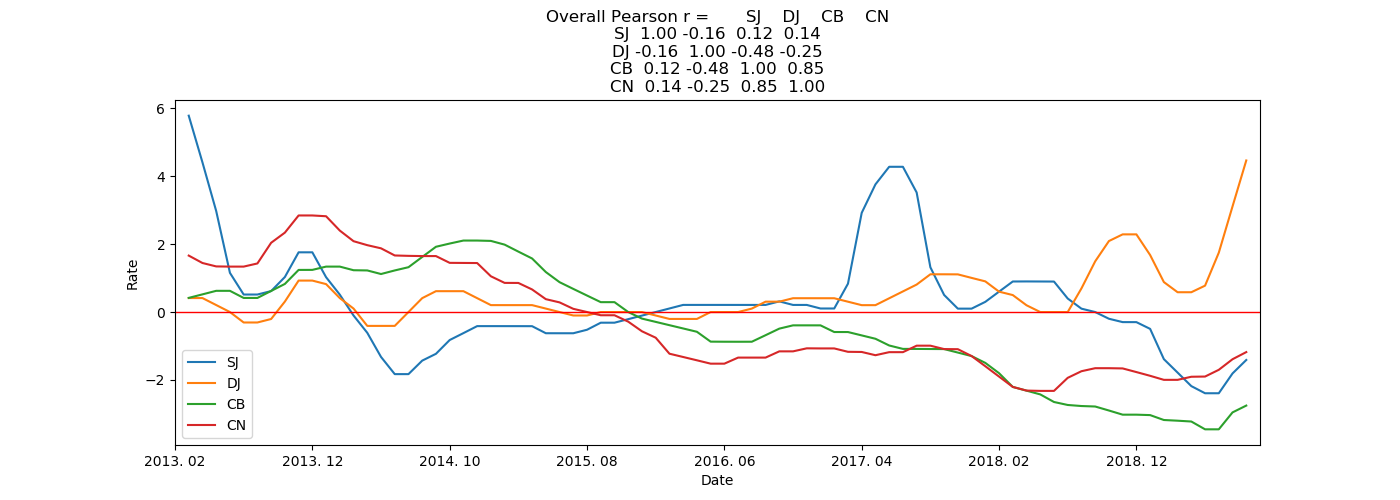 Overall Pearson r =        SJ    DJ    CB    CN
SJ  1.00 -0.16  0.12  0.14
DJ -0.16  1.00 -0.48 -0.25
CB  0.12 -0.48  1.00  0.85
CN  0.14 -0.25  0.85  1.00
6
4
2
0
−2
Rate
SJ
DJ
CB
CN
2013. 02 2013. 12 2014. 10 2015. 08 2016. 06 2017. 04 2018. 02 2018. 12
Date